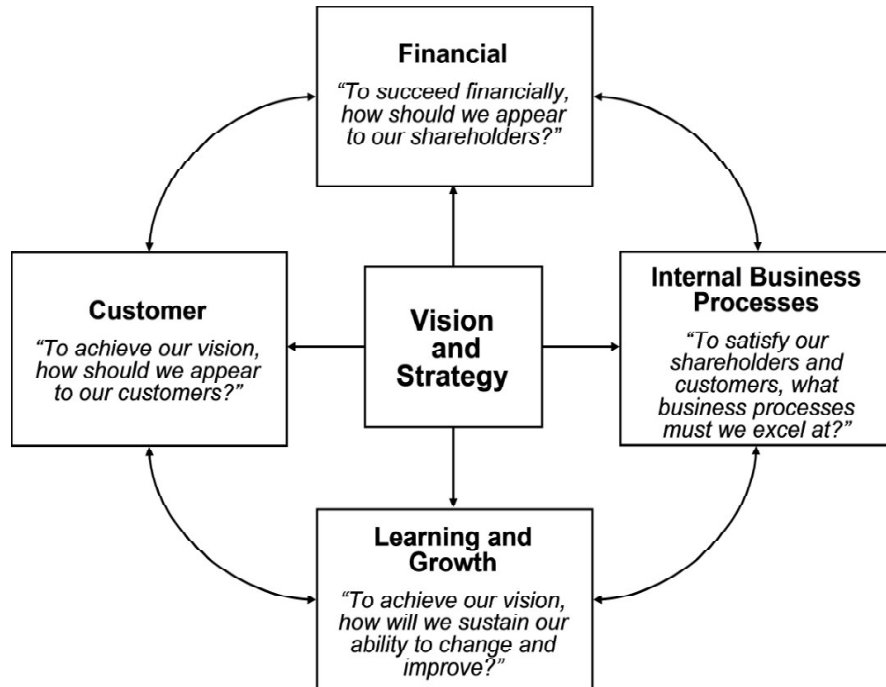 Financial
“To succeed financially,
how should we appear
to our shareholders?”
Customer
“To achieve our vision,
how should we appear
to our customers?”
Vision
and
Strategy
Internal Business
Processes
“To satisfy our
shareholders and
customers, what
business processes
must we excel at?”
Learning and
Growth
“To achieve our vision,
how will we sustain our
ability to change and
improve?”